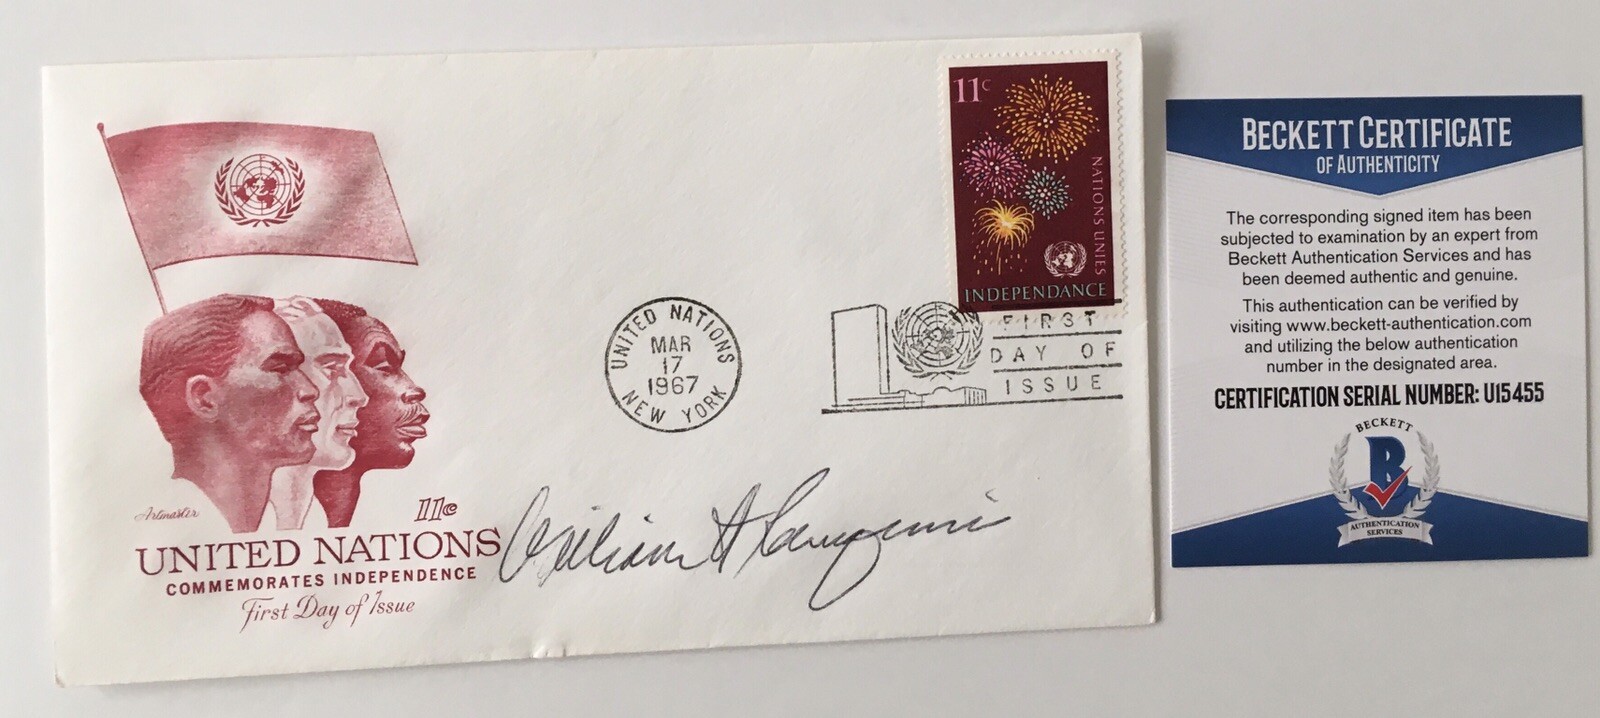 Artmaster
11c
UNITED NATIONS
COMMEMORATES INDEPENDENCE
First Day of Issue
UNITED NATIONS
MAR
17
1967
NEW YORK
11c
NATIONS UNIES
INDEPENDANCE
FIRST
DAY OF
ISSUE
William
BECKETT CERTIFICATE
OF AUTHENTICITY
The corresponding signed item has been
subjected to examination by an expert from
Beckett Authentication Services and has
been deemed authentic and genuine.
This authentication can be verified by
visiting www.beckett-authentication.com
and utilizing the below authentication
number in the designated area.
CERTIFICATION SERIAL NUMBER: U15455
BECKETT
B
AUTHENTICATION
SERVICES